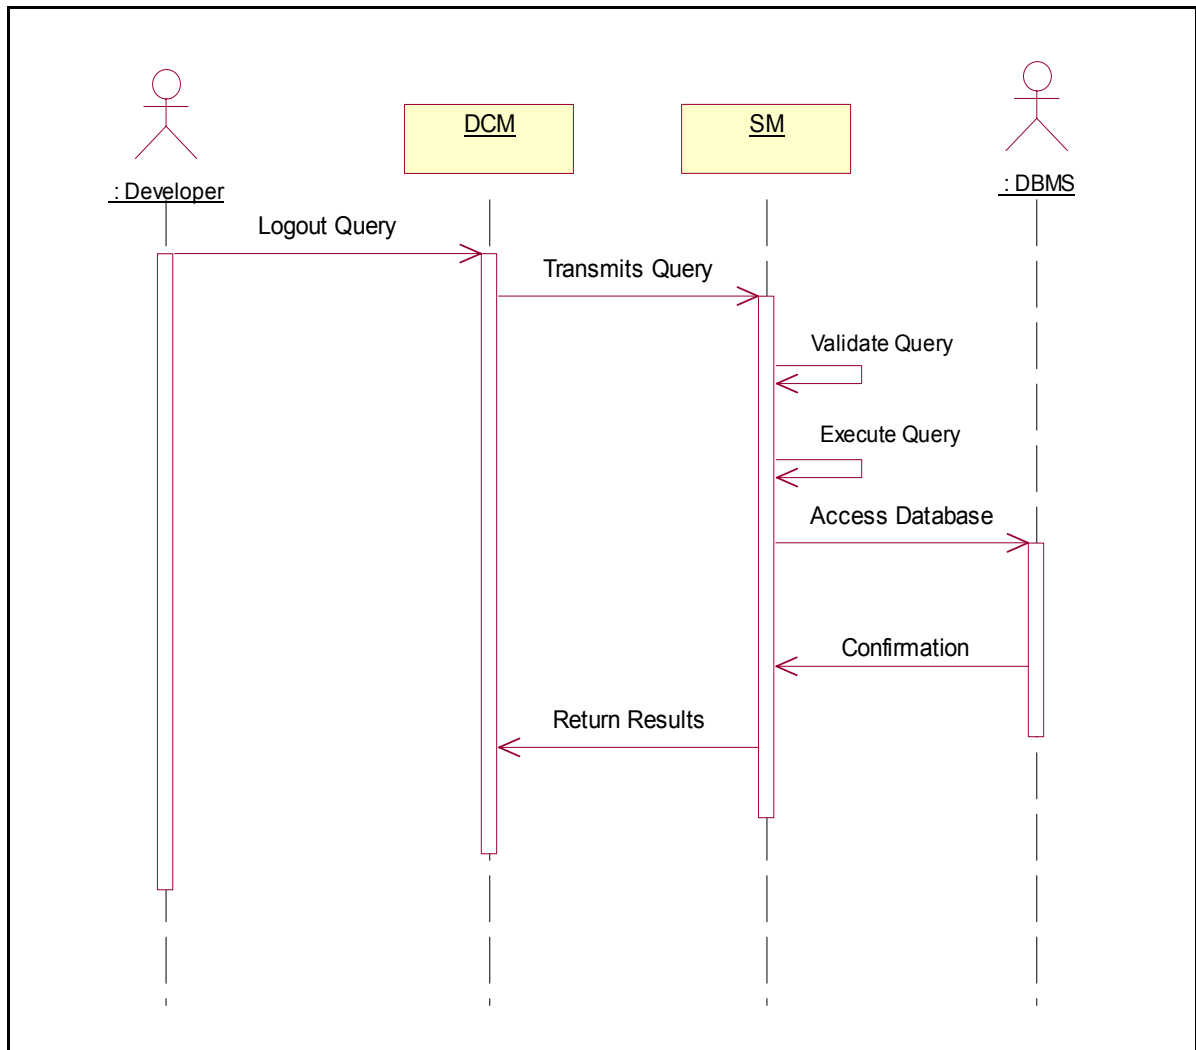 DCM
SM
: Developer
: DBMS
Logout Query
Transmits Query
Validate Query
Execute Query
Access Database
Confirmation
Return Results